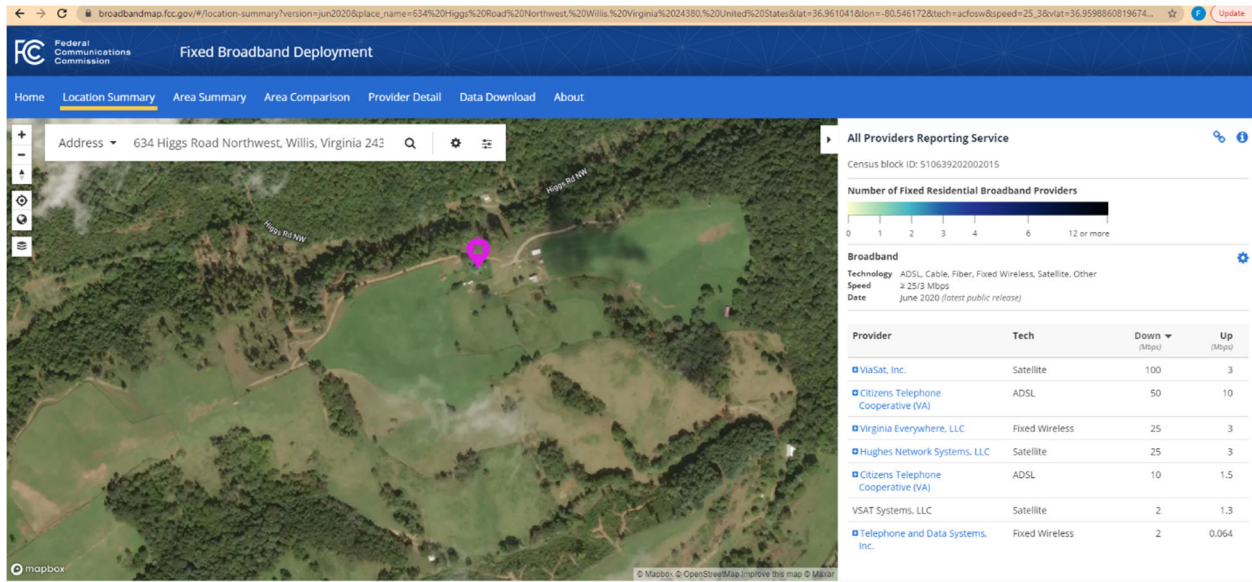 broadbandmap.fcc.gov/#/location-summary?version=jun2020&place_name=634%20Higgs%20Road%20Northwest,%20Willis,%20Virginia%2024380,%20United%20States&lat=36.961041&lon=-80.546172&tech=acfosw&speed=25_3&vlat=36.9598860819674...
F
Update
FCC
Federal
Communications
Commission
Fixed Broadband Deployment
Home
Location Summary
Area Summary
Area Comparison
Provider Detail
Data Download
About
Address
634 Higgs Road Northwest, Willis, Virginia 243
Higgs Rd NW
Higgs Rd NW
mapbox
© Mapbox © OpenStreetMap Improve this map © Maxar
All Providers Reporting Service
Census block ID: 510639202002015
Number of Fixed Residential Broadband Providers
0 1 2 3 4 6 12 or more
Broadband
Technology ADSL, Cable, Fiber, Fixed Wireless, Satellite, Other
Speed ≥ 25/3 Mbps
Date June 2020 (latest public release)
Provider Tech Down Up
(Mbps) (Mbps)
ViaSat, Inc. Satellite 100 3
Citizens Telephone ADSL 50 10
Cooperative (VA)
Virginia Everywhere, LLC Fixed Wireless 25 3
Hughes Network Systems, LLC Satellite 25 3
Citizens Telephone ADSL 10 1.5
Cooperative (VA)
VSAT Systems, LLC Satellite 2 1.3
Telephone and Data Systems, Fixed Wireless 2 0.064
Inc.